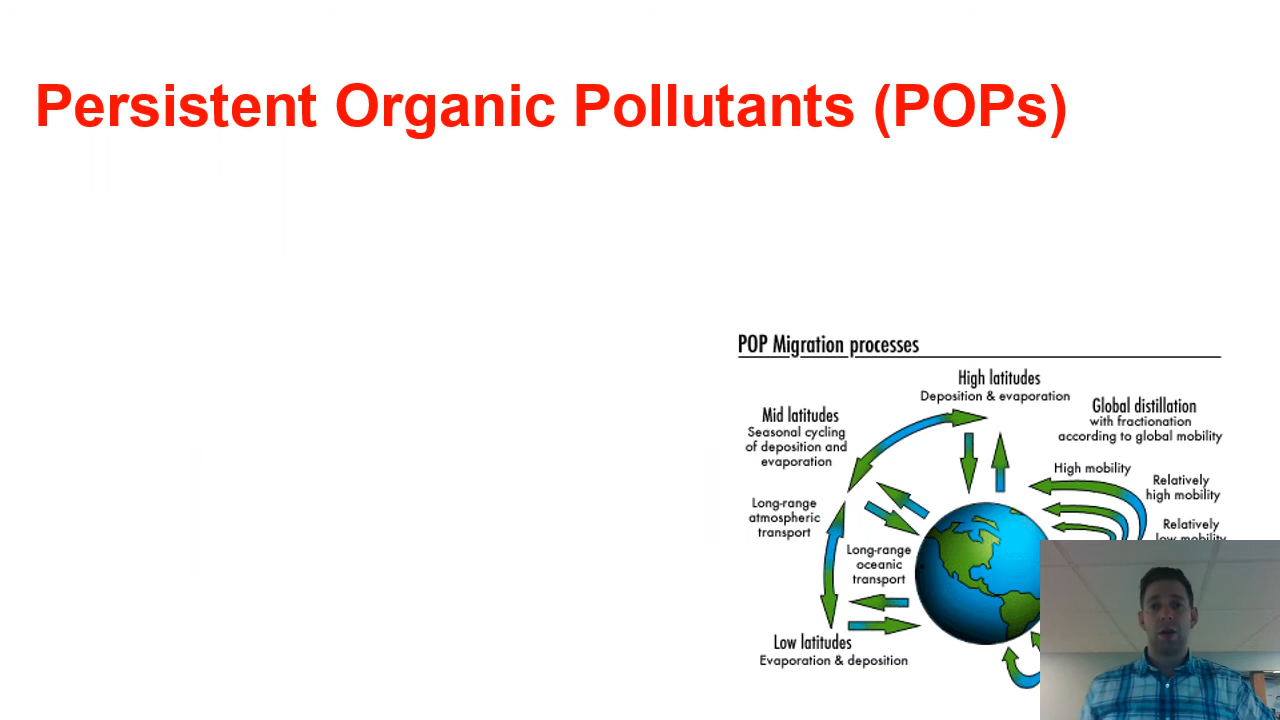 Persistent Organic Pollutants (POPs)
POP Migration processes
High latitudes
Deposition & evaporation
Mid latitudes
Seasonal cycling
of deposition and
evaporation
Global distillation
with fractionation
according to global mobility
High mobility
Relatively
high mobility
Long-range
atmospheric
transport
Relatively
low mobility
Long-range
oceanic
transport
Low latitudes
Evaporation & deposition